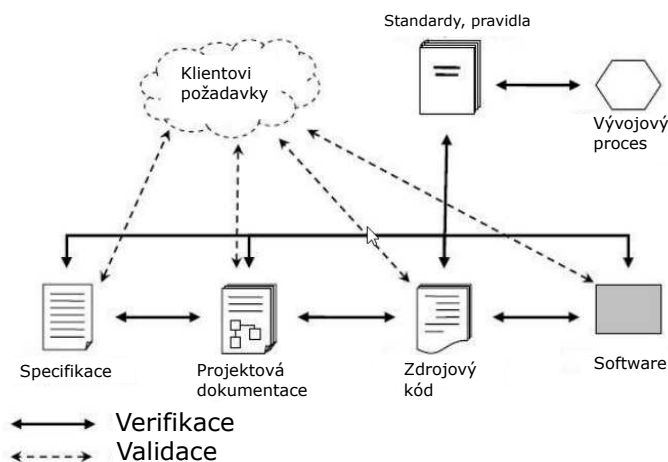 Standardy, pravidla
Klientovi
požadavky
Vývojový
proces
Specifikace
Projektová
dokumentace
Zdrojový
kód
Software
Verifikace
Validace